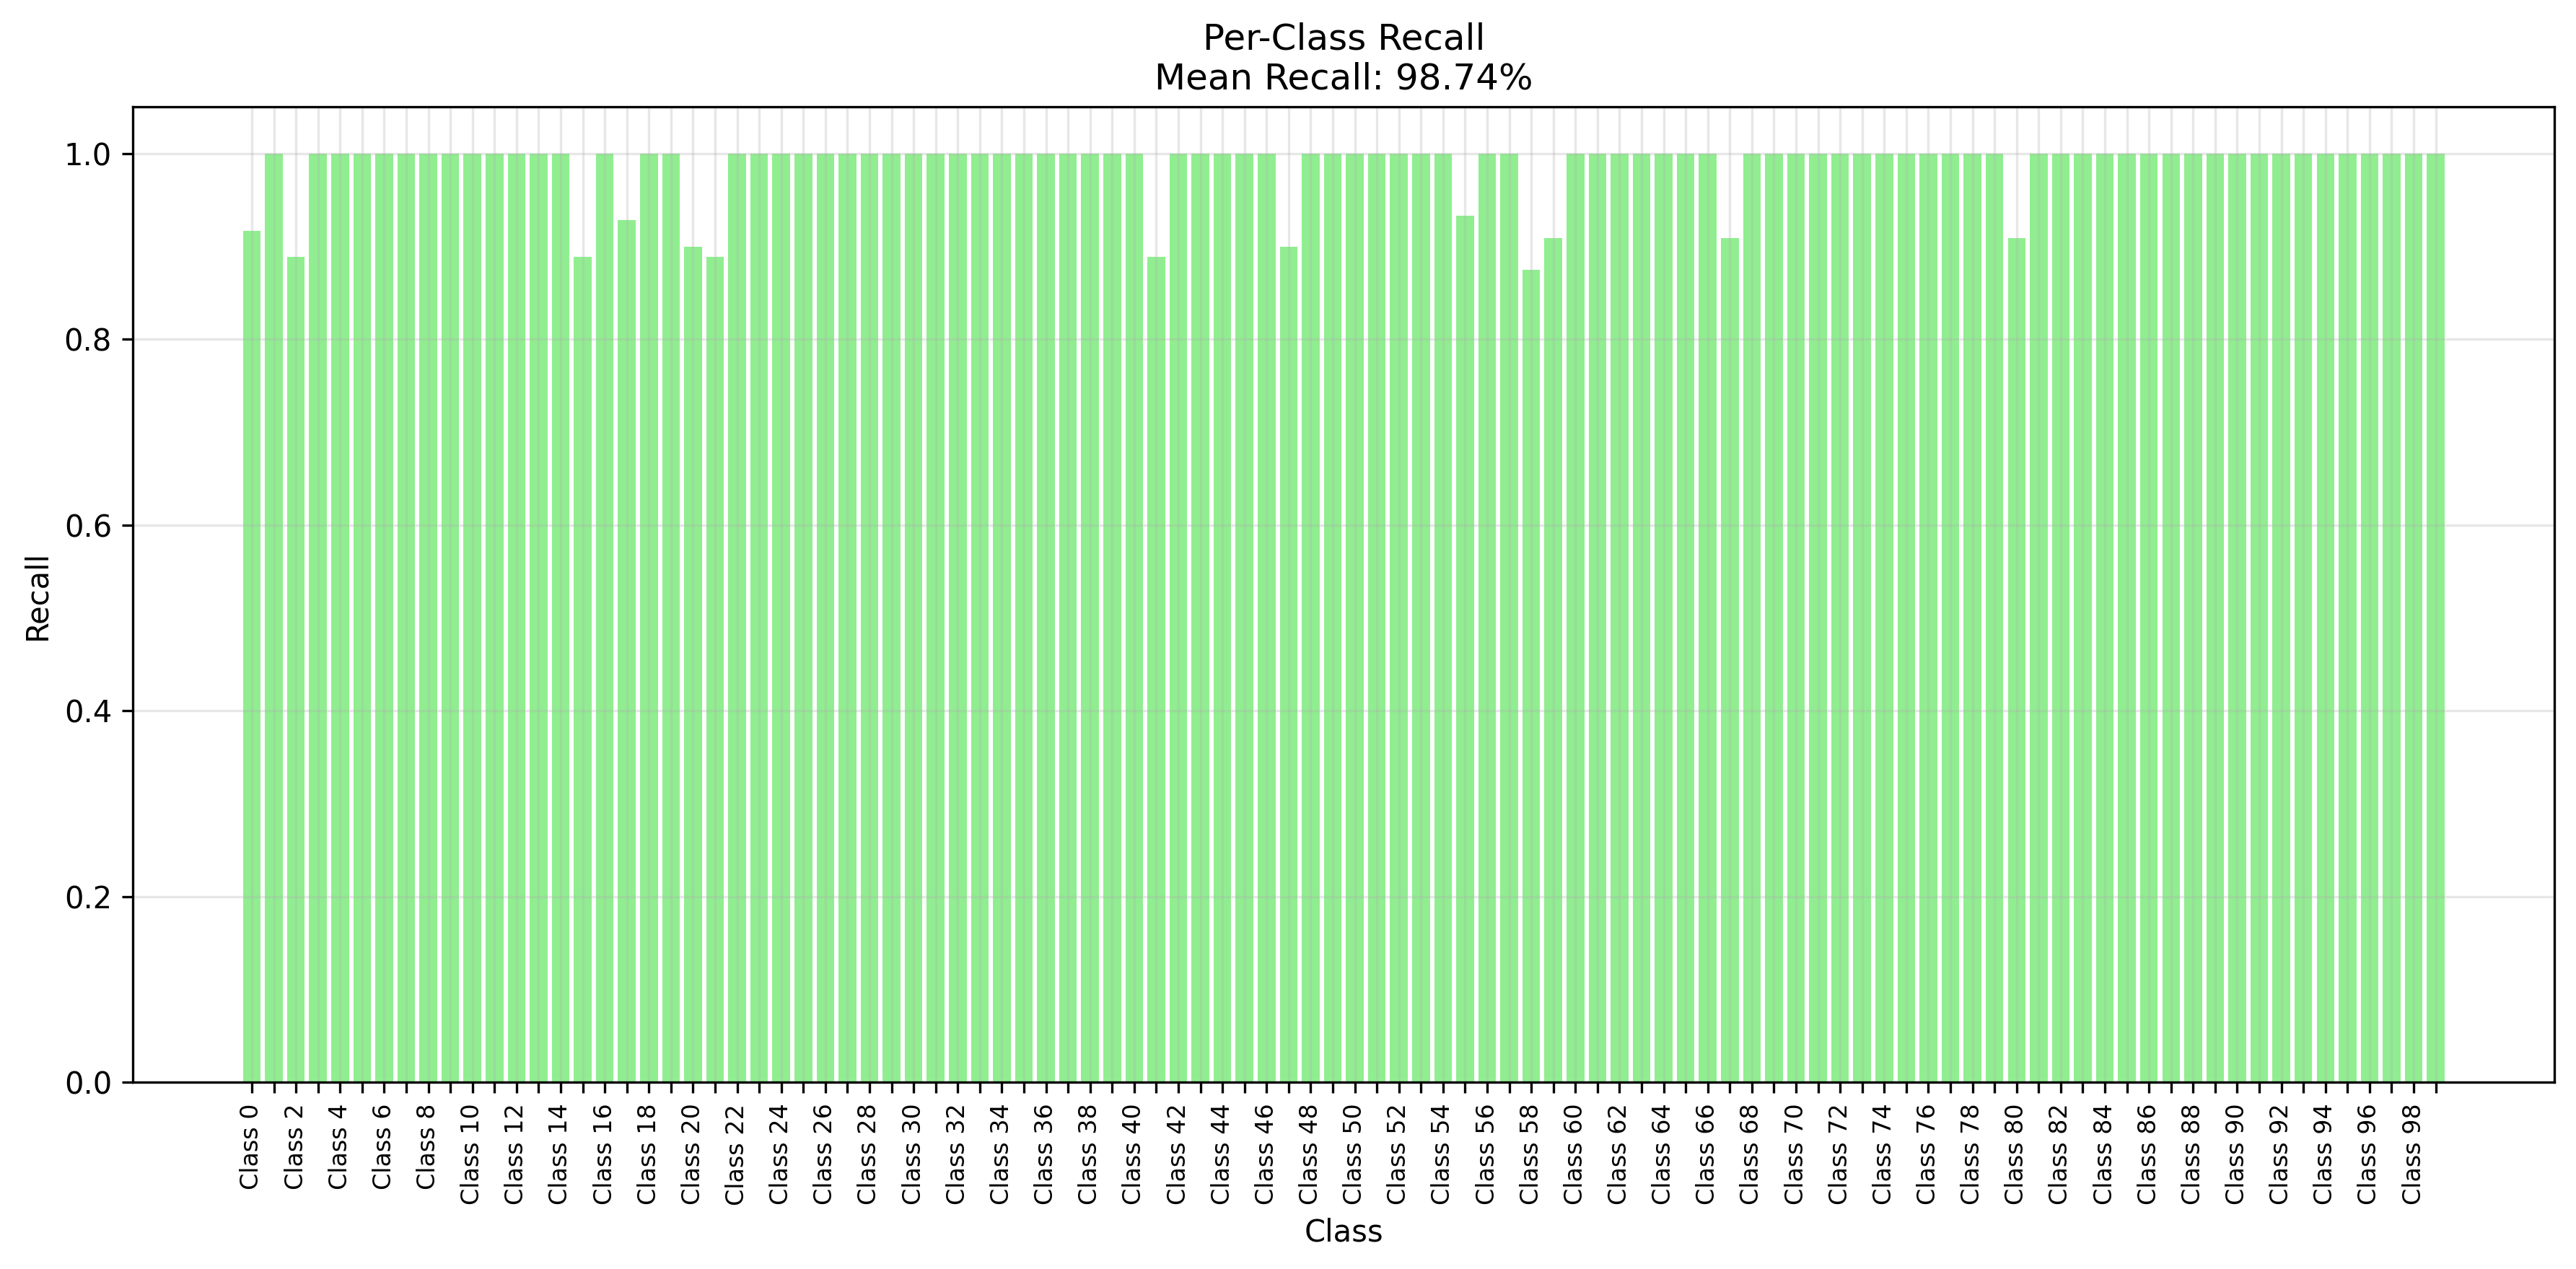 Per-Class Recall
Mean Recall: 98.74%
1.0
0.8
0.6
0.4
0.2
0.0
Recall
Class 0
Class 2
Class 4
Class 6
Class 8
Class 10
Class 12
Class 14
Class 16
Class 18
Class 20
Class 22
Class 24
Class 26
Class 28
Class 30
Class 32
Class 34
Class 36
Class 38
Class 40
Class 42
Class 44
Class 46
Class 48
Class 50
Class 52
Class 54
Class 56
Class 58
Class 60
Class 62
Class 64
Class 66
Class 68
Class 70
Class 72
Class 74
Class 76
Class 78
Class 80
Class 82
Class 84
Class 86
Class 88
Class 90
Class 92
Class 94
Class 96
Class 98
Class